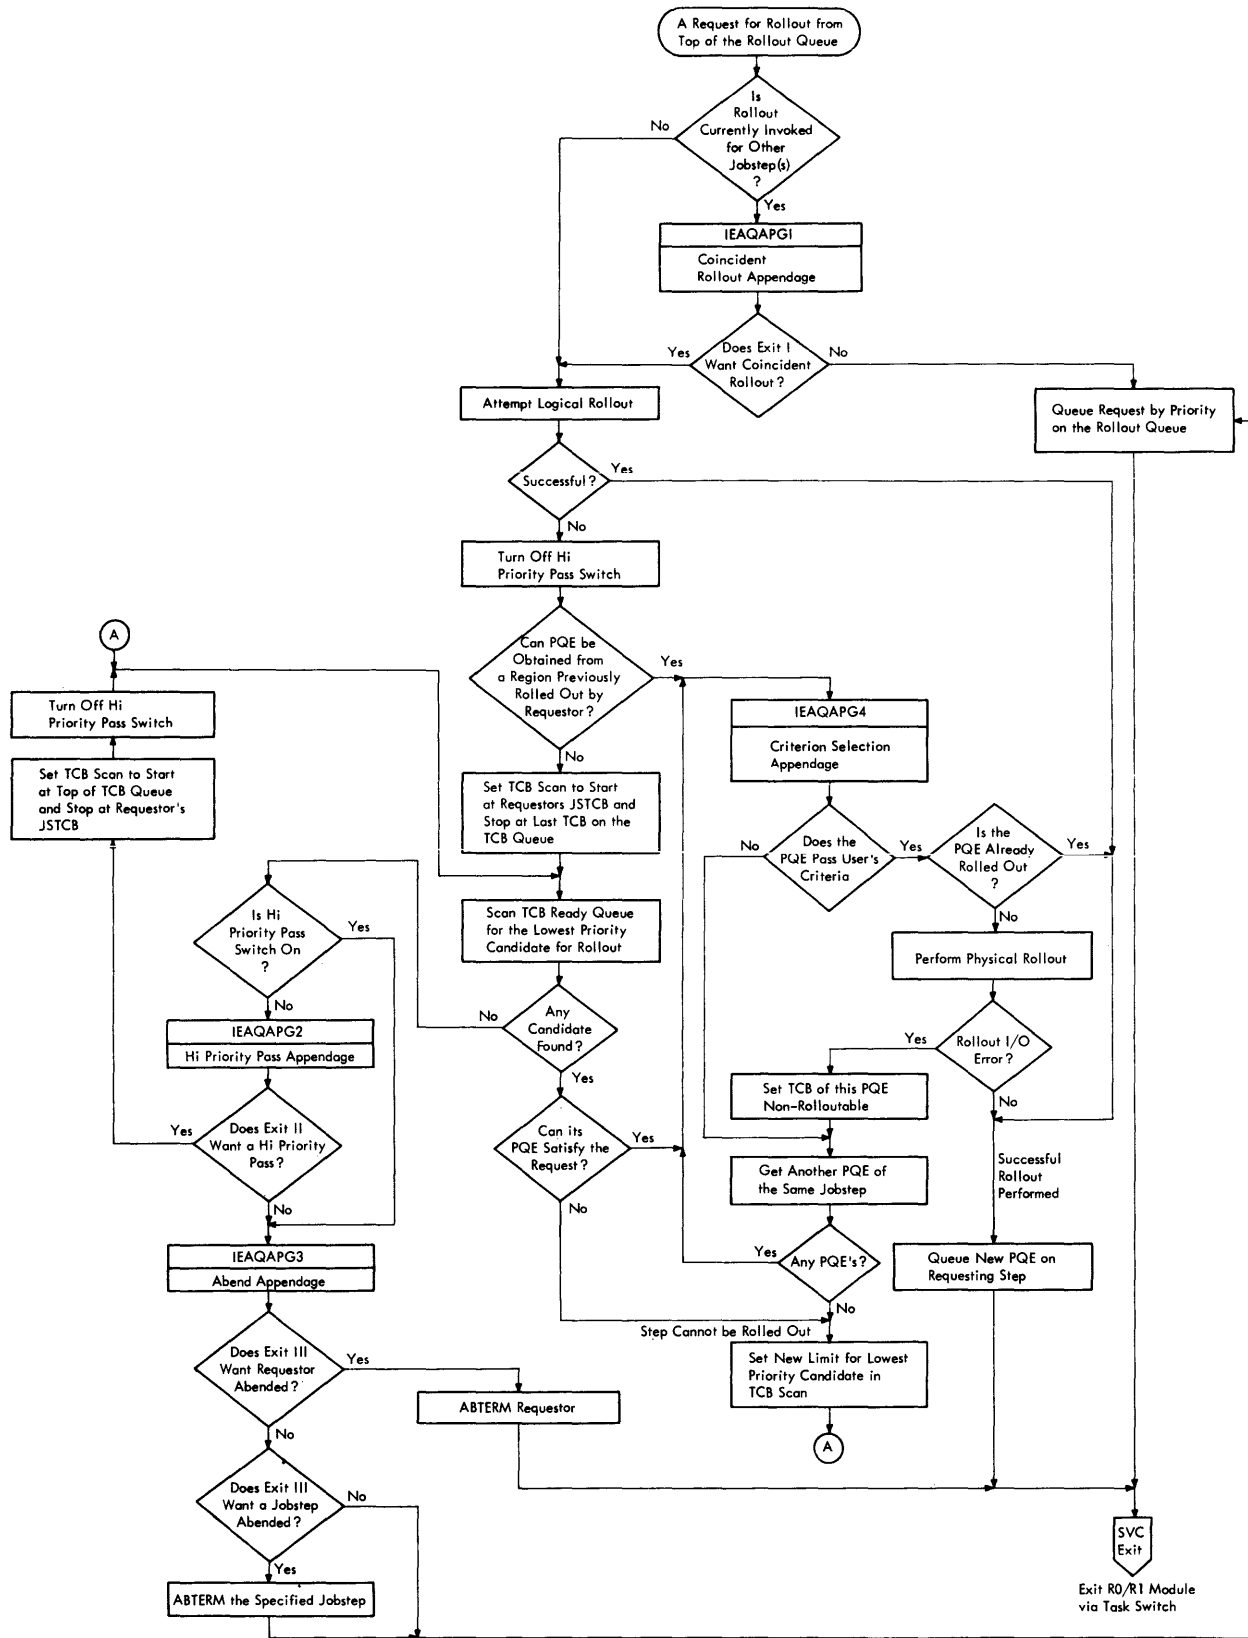 A Request for Rollout from
Top of the Rollout Queue
Is
Rollout
Currently Invoked
for Other
Jobstep(s)
?
No
Yes
IEAQAPG1
Coincident
Rollout Appendage
Does Exit I
Want Coincident
Rollout?
Yes
No
Attempt Logical Rollout
Queue Request by Priority
on the Rollout Queue
Successful?
Yes
No
Turn Off Hi
Priority Pass Switch
A
Can PQE be
Obtained from
a Region Previously
Rolled Out by
Requestor?
Yes
No
Turn Off Hi
Priority Pass Switch
IEAQAPG4
Criterion Selection
Appendage
Set TCB Scan to Start
at Top of TCB Queue
and Stop at Requestor's
JSTCB
Set TCB Scan to Start
at Requestors JSTCB and
Stop at Last TCB on the
TCB Queue
No
Does the
PQE Pass User's
Criteria
Yes
Is the
PQE Already
Rolled Out
?
Yes
No
Is Hi
Priority Pass
Switch On
?
Yes
No
Scan TCB Ready Queue
for the Lowest Priority
Candidate for Rollout
Perform Physical Rollout
IEAQAPG2
Hi Priority Pass Appendage
No
Any
Candidate
Found?
Yes
Yes
Rollout I/O
Error?
No
Set TCB of this PQE
Non-Rolloutable
Yes
Does Exit II
Want a Hi Priority
Pass?
No
Can its
PQE Satisfy the
Request?
Yes
No
Get Another PQE of
the Same Jobstep
Successful
Rollout
Performed
IEAQAPG3
Abend Appendage
Yes
Any PQE's?
No
Queue New PQE on
Requesting Step
Step Cannot be Rolled Out
Does Exit III
Want Requestor
Abended?
Yes
No
Set New Limit for Lowest
Priority Candidate in
TCB Scan
ABTERM Requestor
A
Does Exit III
Want a Jobstep
Abended?
No
Yes
SVC
Exit
ABTERM the Specified Jobstep
Exit R0/R1 Module
via Task Switch